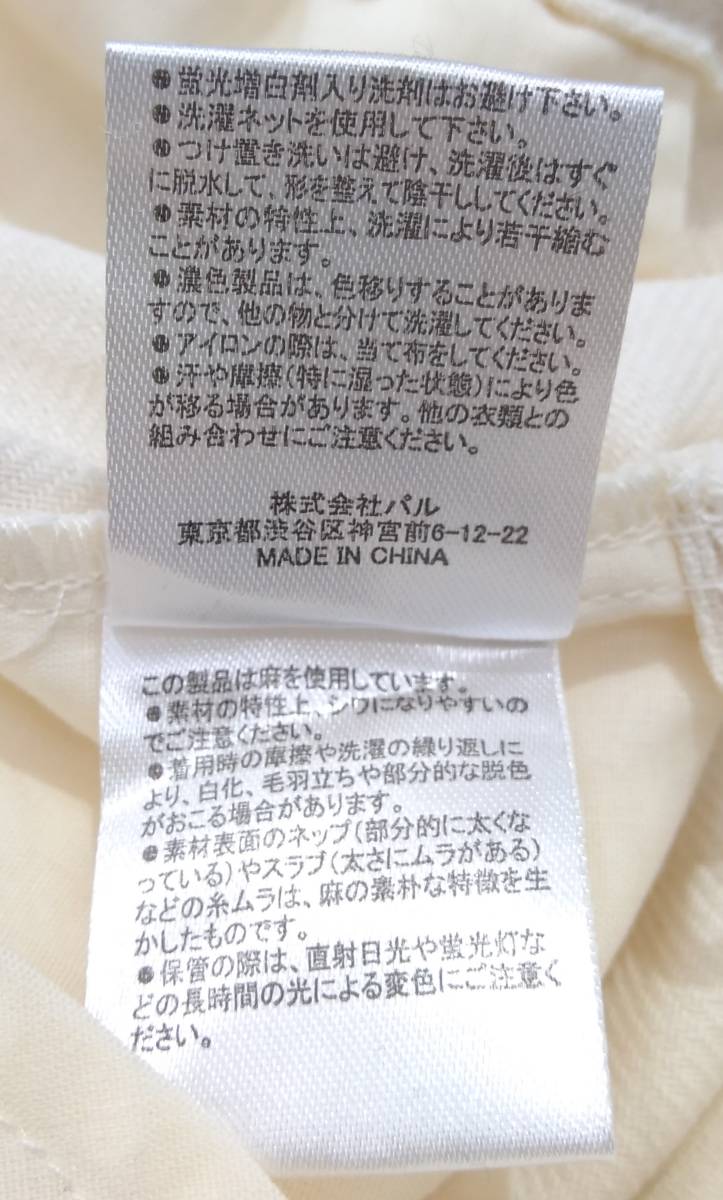 ●蛍光増白剤入り洗剤はお避け下さい。
●洗濯ネットを使用して下さい。
●つけ置き洗いは避け、洗濯後はすぐ
に脱水して、形を整えて陰干ししてください。
●素材の特性上、洗濯により若干縮む
ことがあります。
●濃色製品は、色移りすることがありま
すので、他の物と分けて洗濯してください。
●アイロンの際は、当て布をしてください。
●汗や摩擦(特に湿った状態)により色
が移る場合があります。他の衣類との
組み合わせにご注意ください。
株式会社パル
東京都渋谷区神宮前6-12-22
MADE IN CHINA
この製品は麻を使用しています。
●素材の特性上、シワになりやすいの
でご注意ください。
●着用時の摩擦や洗濯の繰り返しに
より、白化、毛羽立ちや部分的な脱色
がおこる場合があります。
●素材表面のネップ(部分的に太くな
っている)やスラブ(太さにムラがある)
などの糸ムラは、麻の素朴な特徴を生
かしたものです。
●保管の際は、直射日光や蛍光灯な
どの長時間の光による変色にご注意く
ださい。